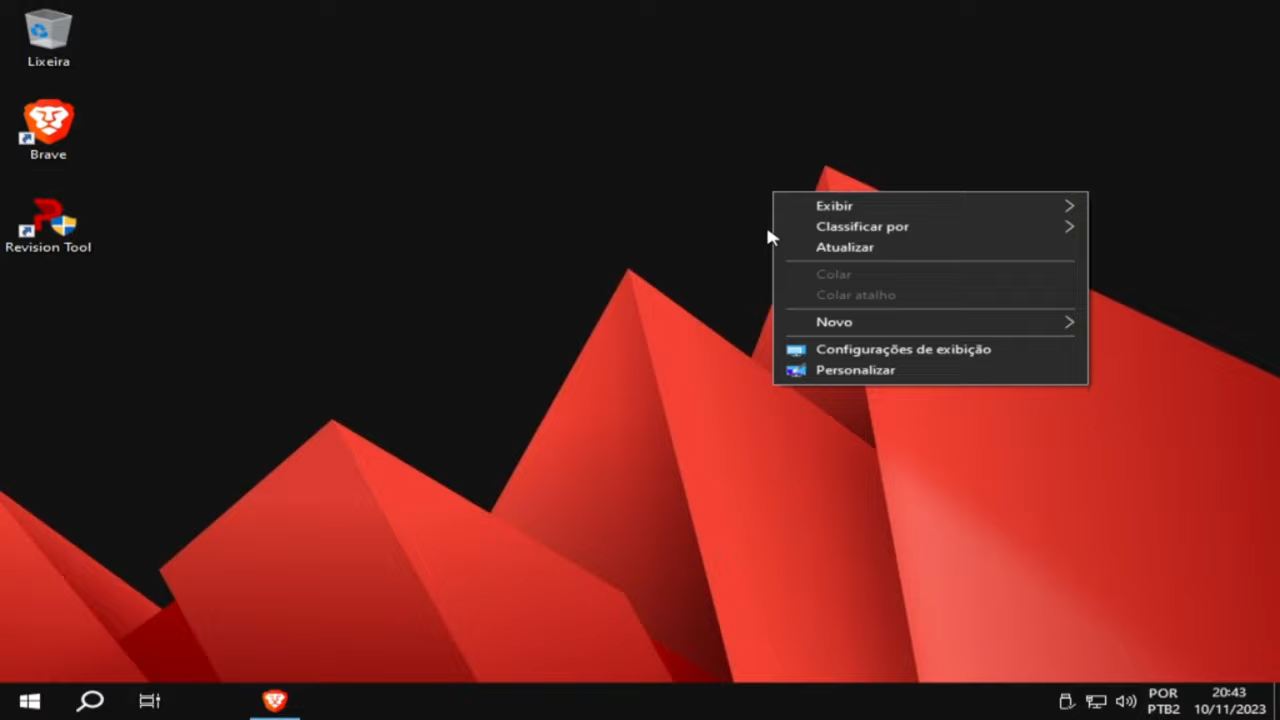 Lixeira
Brave
Revision Tool
Exibir
Classificar por
Atualizar
Colar
Colar atalho
Novo
Configurações de exibição
Personalizar
POR
PTB2
20:43
10/11/2023